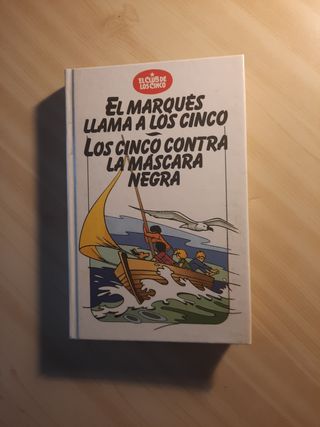 EL CLUB DE
LOS CINCO
EL MARQUÉS
LLAMA A LOS CINCO
LOS CINCO CONTRA
LA MÁSCARA
NEGRA